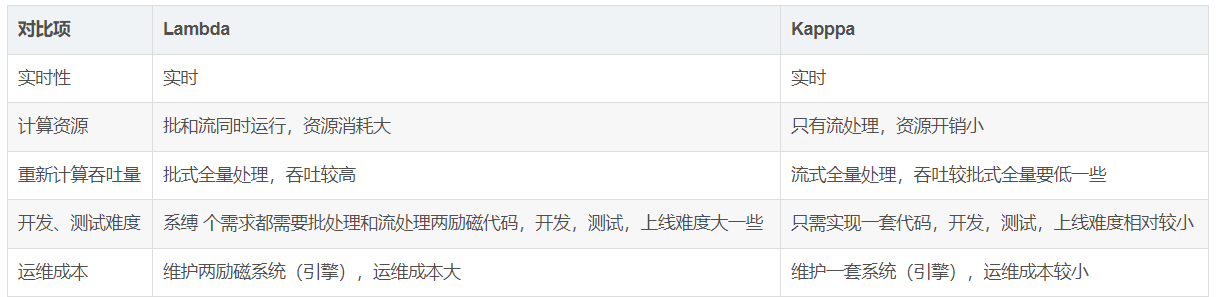 对比项 Lambda Kapppa
实时性 实时 实时
计算资源 批和流同时运行，资源消耗大 只有流处理，资源开销小
重新计算吞吐量 批式全量处理，吞吐较高 流式全量处理，吞吐较批式全量要低一些
开发、测试难度 系缚 个需求都需要批处理和流处理两励磁代码，开发，测试，上线难度大一些 只需实现一套代码，开发，测试，上线难度相对较小
运维成本 维护两励磁系统（引擎），运维成本大 维护一套系统（引擎），运维成本较小